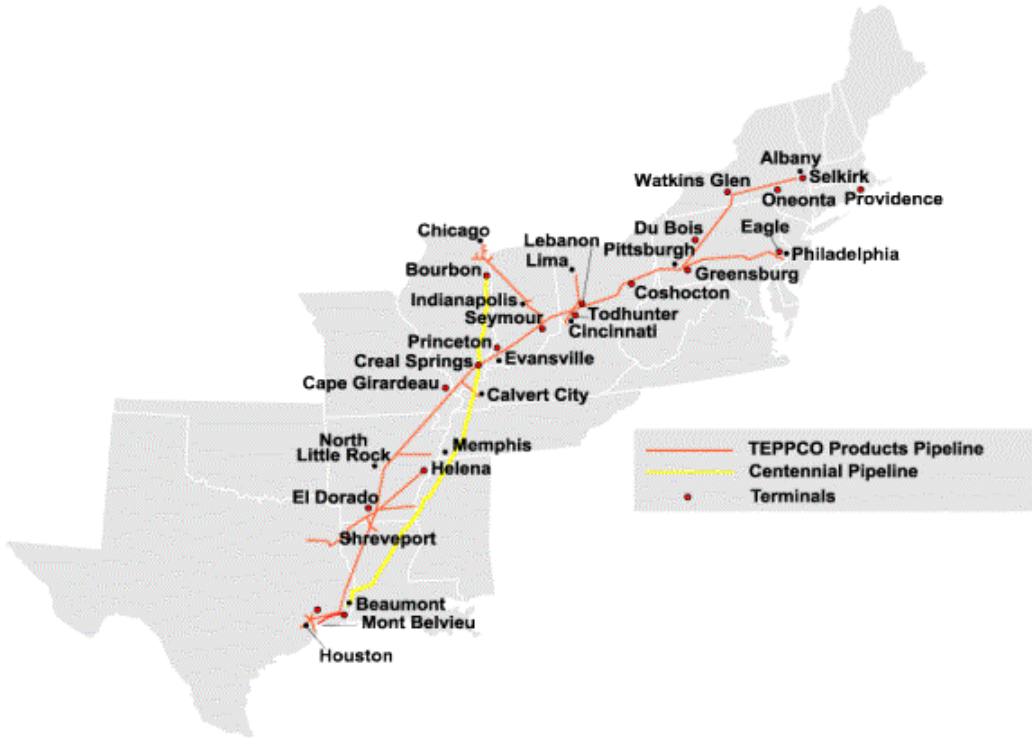 Albany
Selkirk
Watkins Glen
Oneonta
Providence
Du Bois
Eagle
Chicago
Lebanon
Pittsburgh
Philadelphia
Lima
Bourbon
Greensburg
Coshocton
Indianapolis
Seymour
Todhunter
Cincinnati
Princeton
Evansville
Creal Springs
Cape Girardeau
Calvert City
North
Little Rock
Memphis
Helena
El Dorado
Shreveport
Beaumont
Mont Belvieu
Houston
TEPPCO Products Pipeline
Centennial Pipeline
Terminals